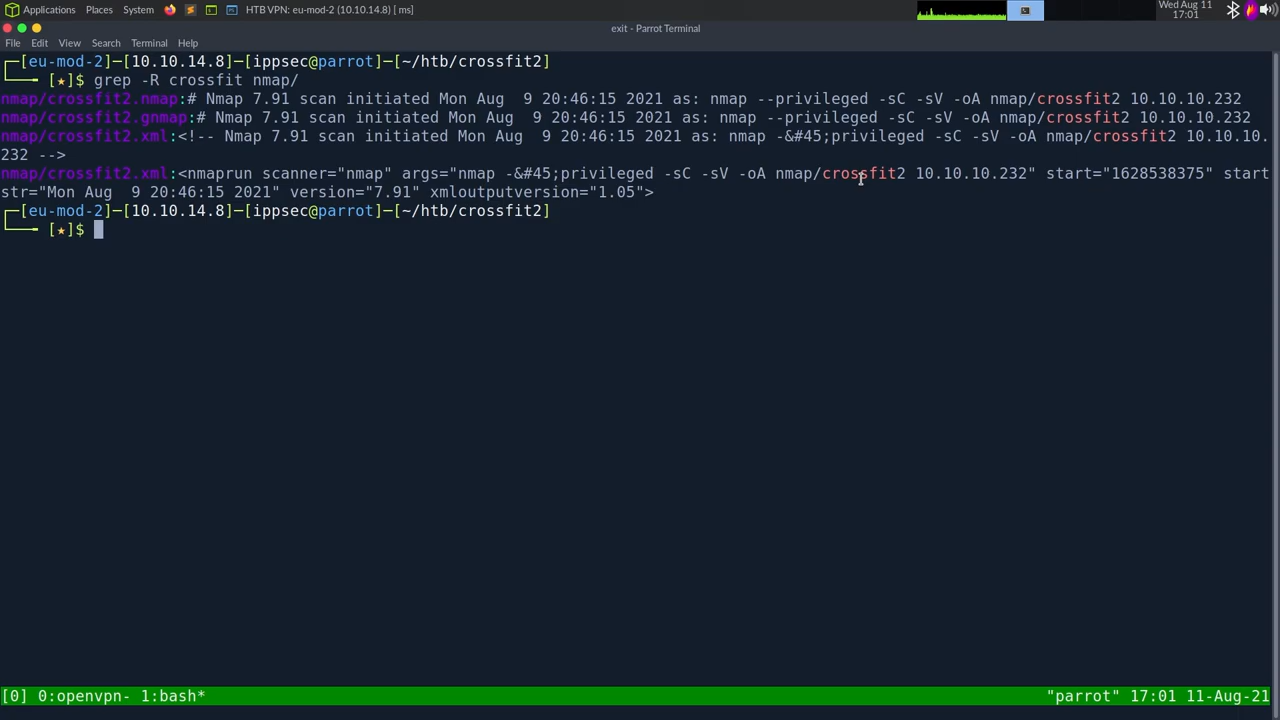 Applications Places System HTB VPN: eu-mod-2 (10.10.14.8) [ ms] Wed Aug 11
17:01
exit - Parrot Terminal
File Edit View Search Terminal Help
┌─[eu-mod-2]─[10.10.14.8]─[ippsec@parrot]─[~/htb/crossfit2]
└──╼ [★]$ grep -R crossfit nmap/
nmap/crossfit2.nmap:# Nmap 7.91 scan initiated Mon Aug  9 20:46:15 2021 as: nmap --privileged -sC -sV -oA nmap/crossfit2 10.10.10.232
nmap/crossfit2.gnmap:# Nmap 7.91 scan initiated Mon Aug  9 20:46:15 2021 as: nmap --privileged -sC -sV -oA nmap/crossfit2 10.10.10.232
nmap/crossfit2.xml:<!-- Nmap 7.91 scan initiated Mon Aug  9 20:46:15 2021 as: nmap -&#45;privileged -sC -sV -oA nmap/crossfit2 10.10.10.
232 -->
nmap/crossfit2.xml:<nmaprun scanner="nmap" args="nmap -&#45;privileged -sC -sV -oA nmap/crossfit2 10.10.10.232" start="1628538375" start
str="Mon Aug  9 20:46:15 2021" version="7.91" xmloutputversion="1.05">
┌─[eu-mod-2]─[10.10.14.8]─[ippsec@parrot]─[~/htb/crossfit2]
└──╼ [★]$
[0] 0:openvpn- 1:bash* "parrot" 17:01 11-Aug-21